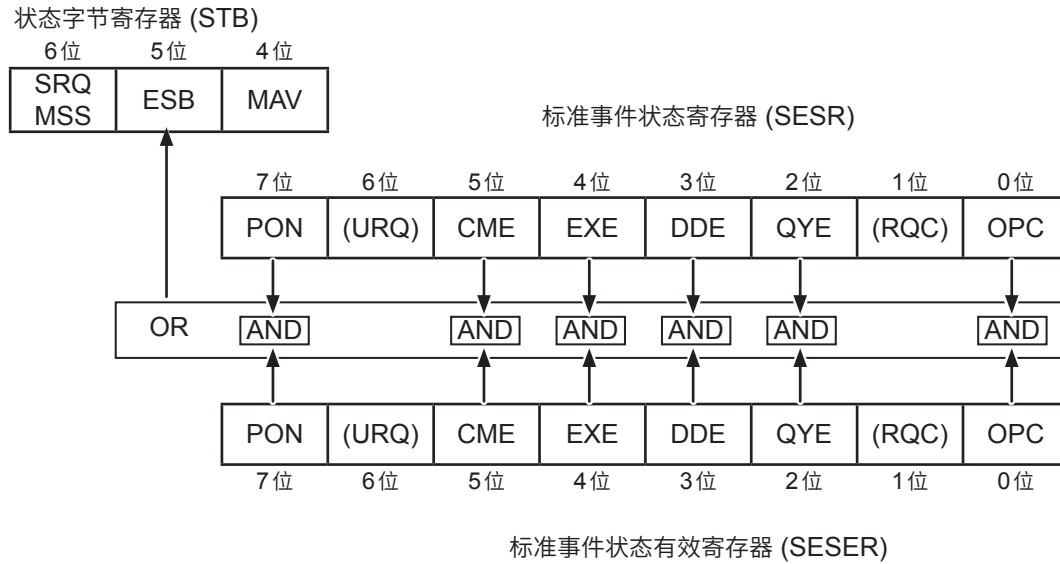 状态字节寄存器 (STB)
6位 5位 4位
SRQ
MSS
ESB MAV
标准事件状态寄存器 (SESR)
7位 6位 5位 4位 3位 2位 1位 0位
PON (URQ) CME EXE DDE QYE (RQC) OPC
OR AND AND AND AND AND AND
PON (URQ) CME EXE DDE QYE (RQC) OPC
7位 6位 5位 4位 3位 2位 1位 0位
标准事件状态有效寄存器 (SESER)